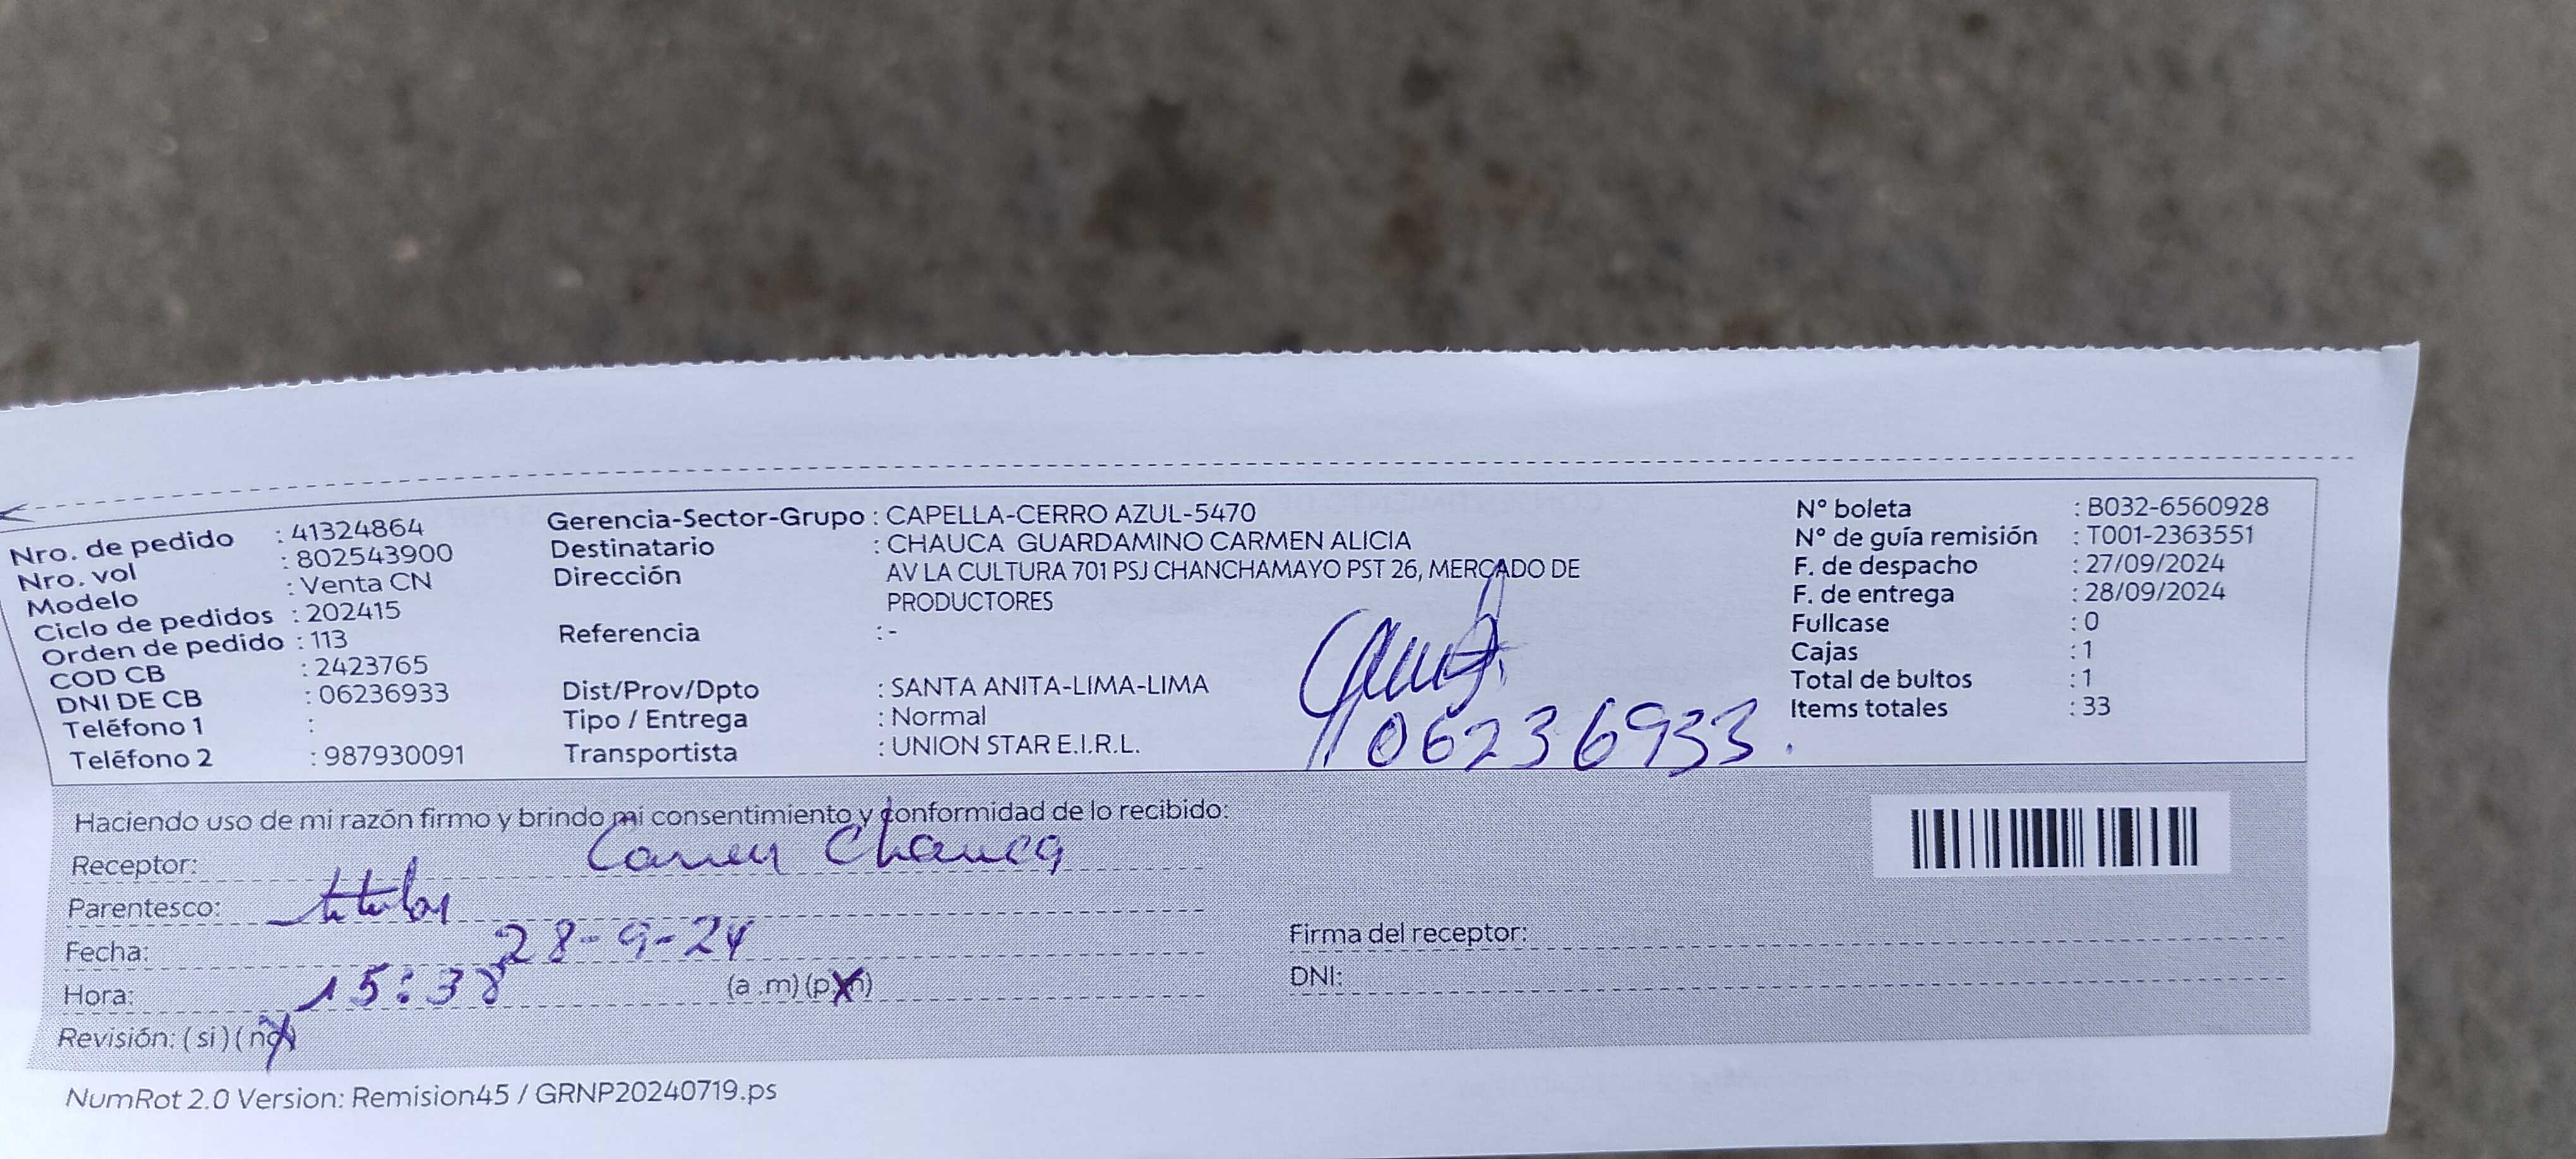 Nro. de pedido : 41324864
Nro. vol : 802543900
Modelo : Venta CN
Ciclo de pedidos : 202415
Orden de pedido : 113
COD CB : 2423765
DNI DE CB : 06236933
Teléfono 1 :
Teléfono 2 : 987930091
Gerencia-Sector-Grupo : CAPELLA-CERRO AZUL-5470
Destinatario : CHAUCA GUARDAMINO CARMEN ALICIA
Dirección AV LA CULTURA 701 PSJ CHANCHAMAYO PST 26, MERCADO DE
PRODUCTORES
Referencia : -
Dist/Prov/Dpto : SANTA ANITA-LIMA-LIMA
Tipo / Entrega : Normal
Transportista : UNION STAR E.I.R.L.
06236933.
N° boleta : B032-6560928
N° de guía remisión : T001-2363551
F. de despacho : 27/09/2024
F. de entrega : 28/09/2024
Fullcase : 0
Cajas : 1
Total de bultos : 1
Items totales : 33
Haciendo uso de mi razón firmo y brindo mi consentimiento y conformidad de lo recibido:
Receptor: Carmen Chauca
Parentesco: titular
Fecha: 28-9-24
Hora: 15:38 (a .m) (p.m)
Revisión: ( si ) ( no )
Firma del receptor:
DNI:
NumRot 2.0 Version: Remision45 / GRNP20240719.ps